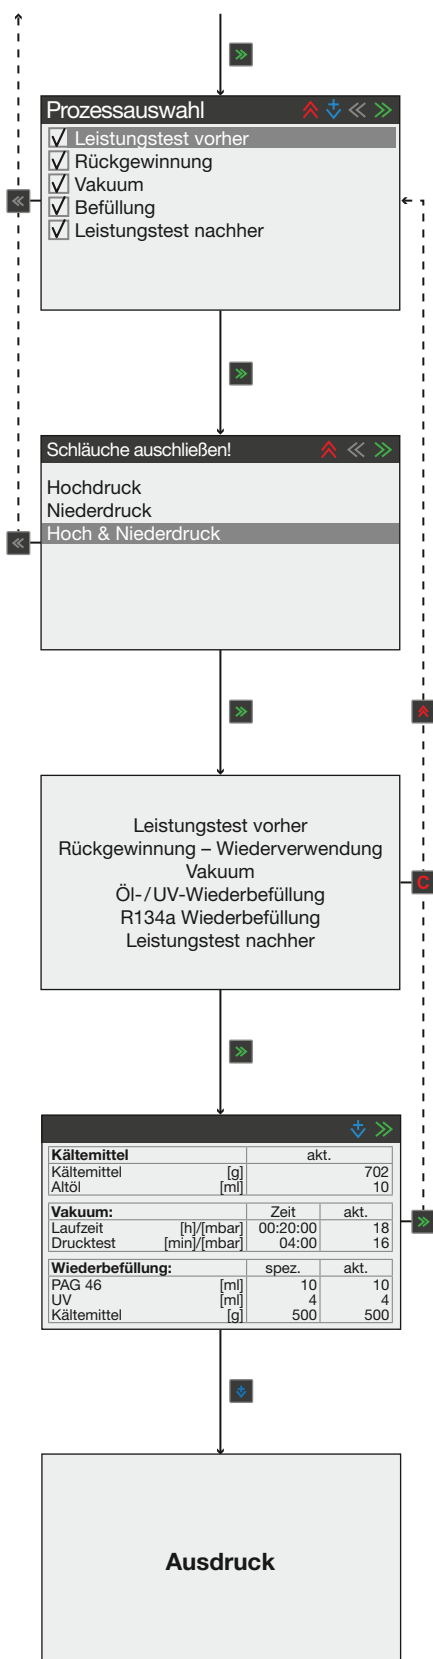 Prozessauswahl
Leistungstest vorher
Rückgewinnung
Vakuum
Befüllung
Leistungstest nachher
Schläuche auschließen!
Hochdruck
Niederdruck
Hoch & Niederdruck
Leistungstest vorher
Rückgewinnung – Wiederverwendung
Vakuum
Öl-/UV-Wiederbefüllung
R134a Wiederbefüllung
Leistungstest nachher
C
Kältemittel akt.
Kältemittel [g] 702
Altöl [ml] 10
Vakuum: Zeit akt.
Laufzeit [h]/[mbar] 00:20:00 18
Drucktest [min]/[mbar] 04:00 16
Wiederbefüllung: spez. akt.
PAG 46 [ml] 10 10
UV [ml] 4 4
Kältemittel [g] 500 500
Ausdruck